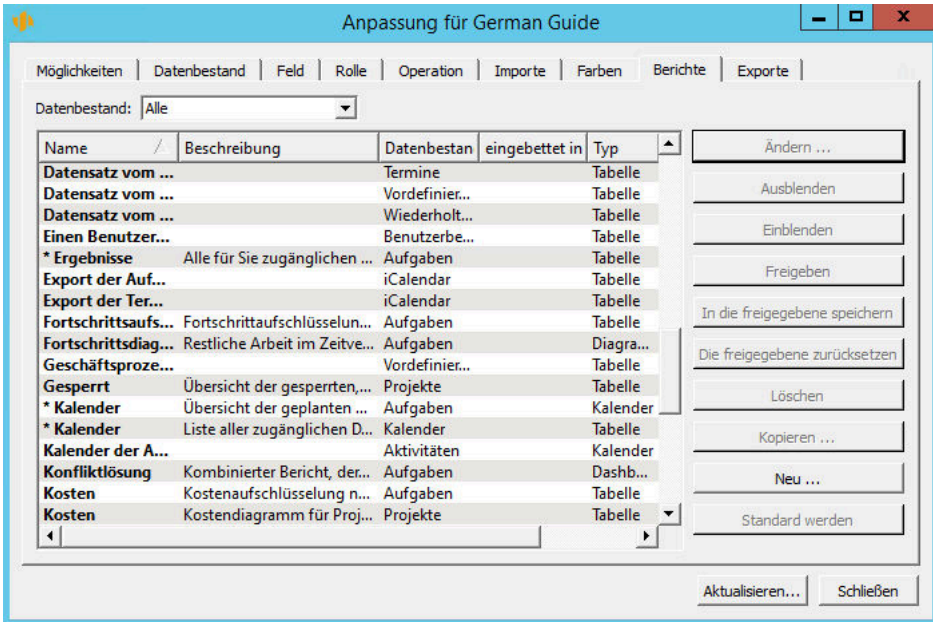 Anpassung für German Guide
Möglichkeiten Datenbestand Feld Rolle Operation Importe Farben Berichte Exporte
Datenbestand: Alle
Name Beschreibung Datenbestan eingebettet in Typ
Datensatz vom ... Termine Tabelle
Datensatz vom ... Vordefinier... Tabelle
Datensatz vom ... Wiederholt... Tabelle
Einen Benutzer... Benutzerbe... Tabelle
* Ergebnisse Alle für Sie zugänglichen ... Aufgaben Tabelle
Export der Auf... iCalendar Tabelle
Export der Ter... iCalendar Tabelle
Fortschrittsaufs... Fortschrittaufschlüsselun... Aufgaben Tabelle
Fortschrittsdiag... Restliche Arbeit im Zeitve... Aufgaben Diagra...
Geschäftsproze... Vordefinier... Tabelle
Gesperrt Übersicht der gesperrten,... Projekte Tabelle
* Kalender Übersicht der geplanten ... Aufgaben Kalender
* Kalender Liste aller zugänglichen D... Kalender Tabelle
Kalender der A... Aktivitäten Kalender
Konfliktlösung Kombinierter Bericht, der... Aufgaben Dashb...
Kosten Kostenaufschlüsselung n... Aufgaben Tabelle
Kosten Kostendiagramm für Proj... Projekte Tabelle
Ändern ...
Ausblenden
Einblenden
Freigeben
In die freigegebene speichern
Die freigegebene zurücksetzen
Löschen
Kopieren ...
Neu ...
Standard werden
Aktualisieren... Schließen